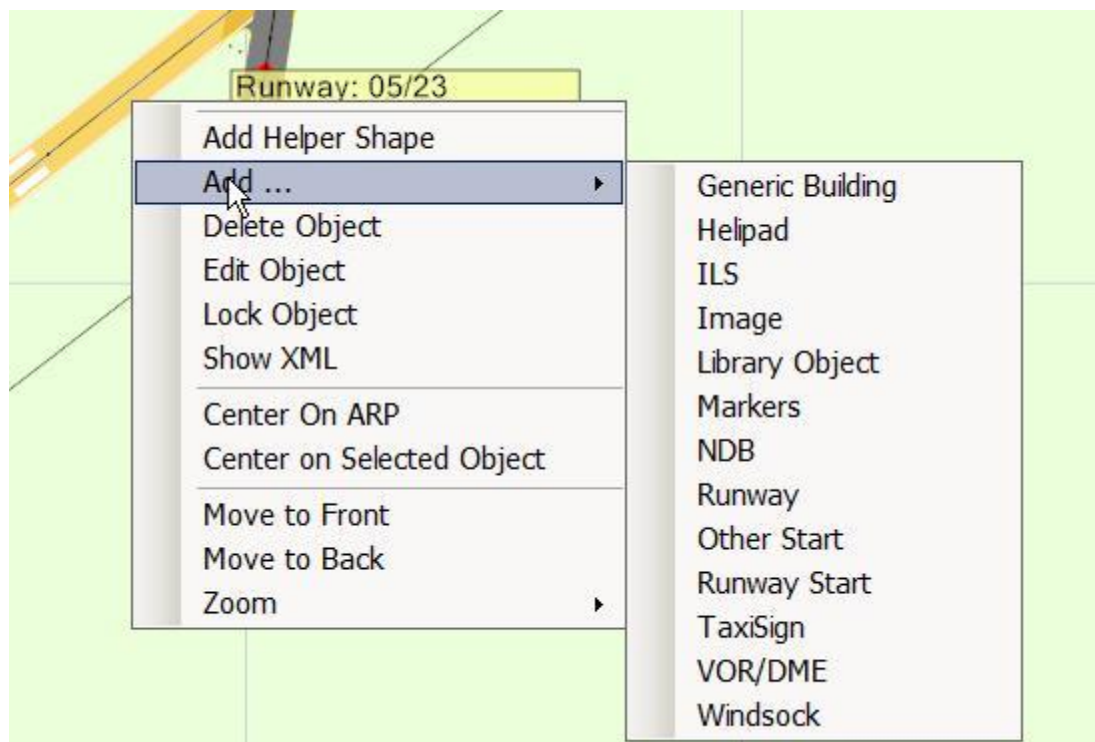 Runway: 05/23
Add Helper Shape
Add ...
Delete Object
Edit Object
Lock Object
Show XML
Center On ARP
Center on Selected Object
Move to Front
Move to Back
Zoom
Generic Building
Helipad
ILS
Image
Library Object
Markers
NDB
Runway
Other Start
Runway Start
TaxiSign
VOR/DME
Windsock